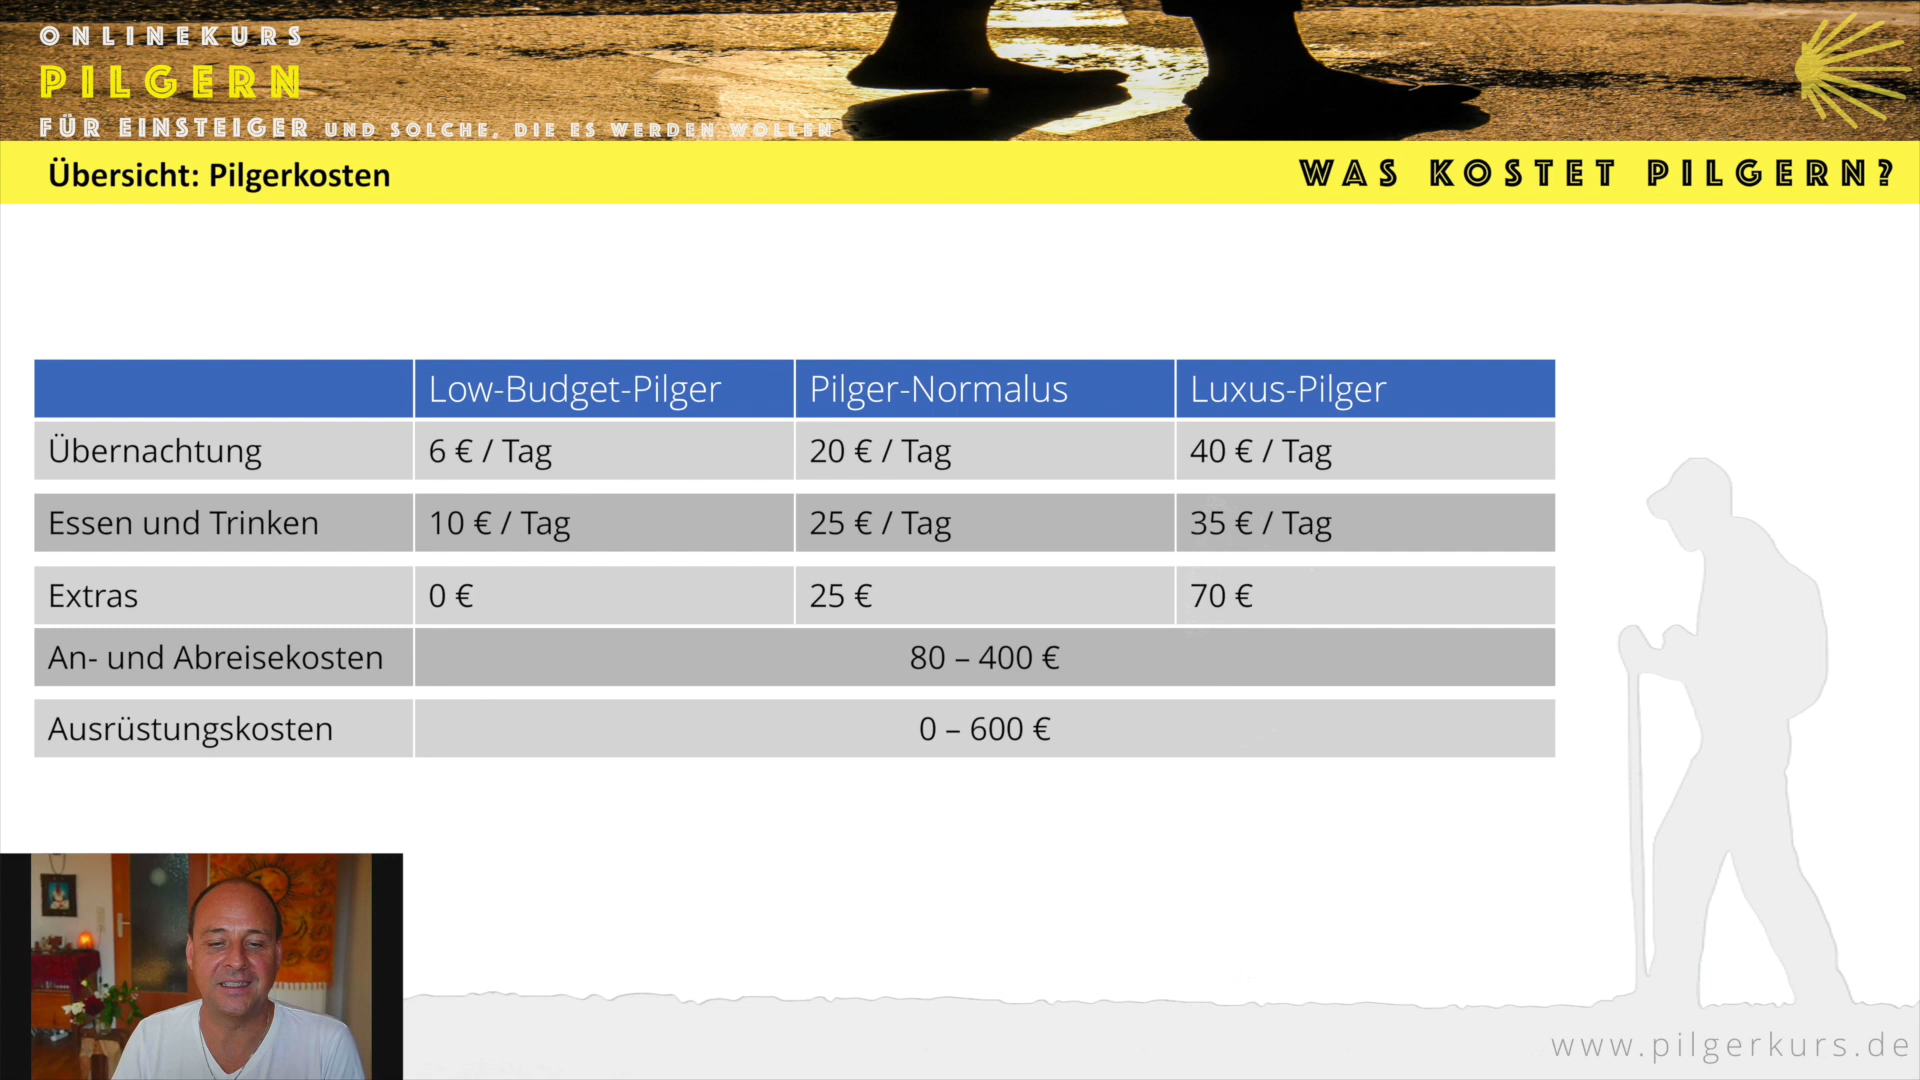 ONLINEKURS
PILGERN
FÜR EINSTEIGER UND SOLCHE, DIE ES WERDEN WOLLEN
Übersicht: Pilgerkosten
WAS KOSTET PILGERN?
Low-Budget-Pilger Pilger-Normalus Luxus-Pilger
Übernachtung 6 € / Tag 20 € / Tag 40 € / Tag
Essen und Trinken 10 € / Tag 25 € / Tag 35 € / Tag
Extras 0 € 25 € 70 €
An- und Abreisekosten 80 – 400 €
Ausrüstungskosten 0 – 600 €
www.pilgerkurs.de